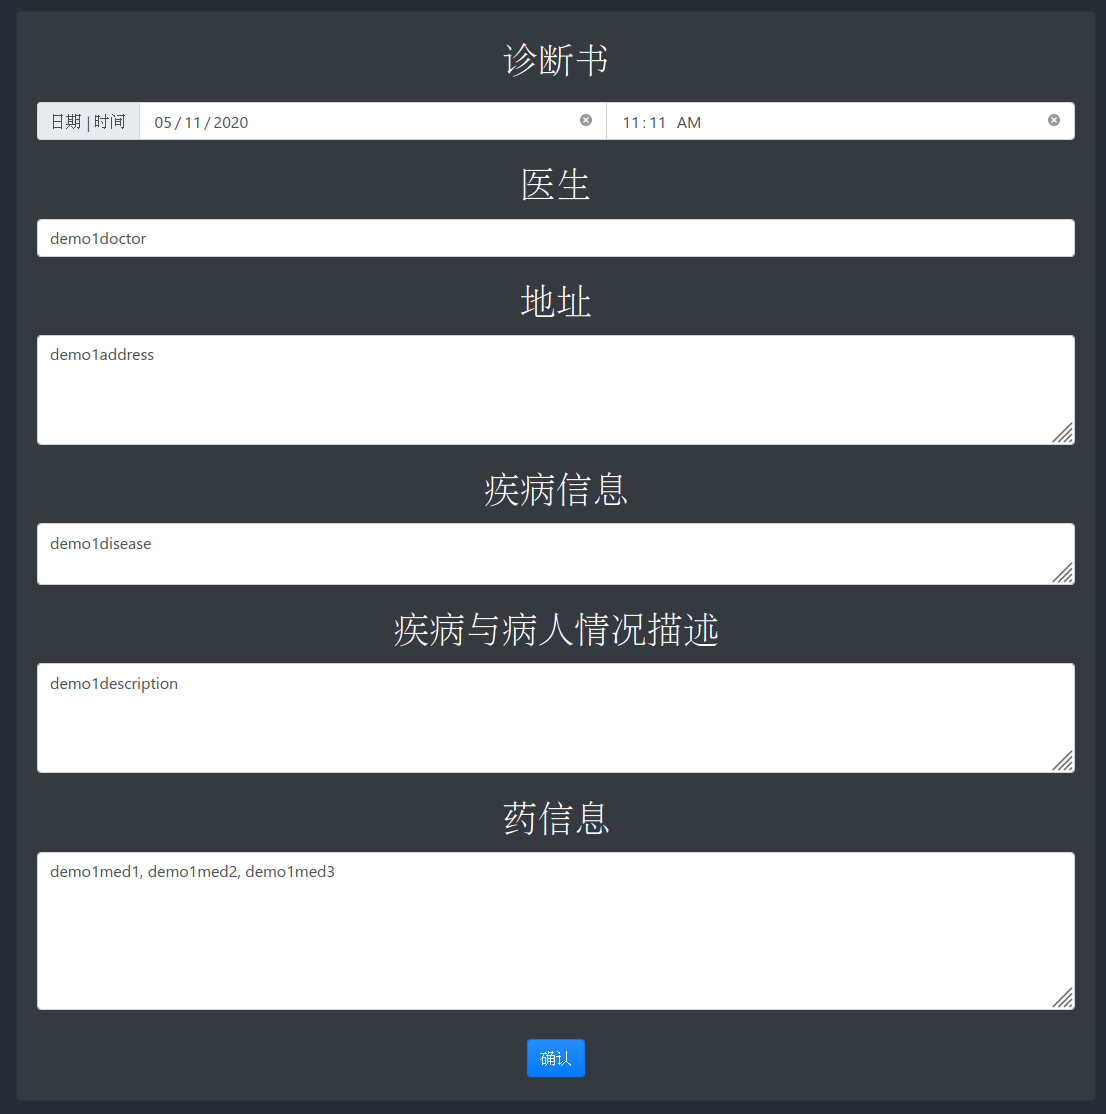 诊断书
日期 | 时间 05 / 11 / 2020 11 : 11 AM
医生
demo1doctor
地址
demo1address
疾病信息
demo1disease
疾病与病人情况描述
demo1description
药信息
demo1med1, demo1med2, demo1med3
确认